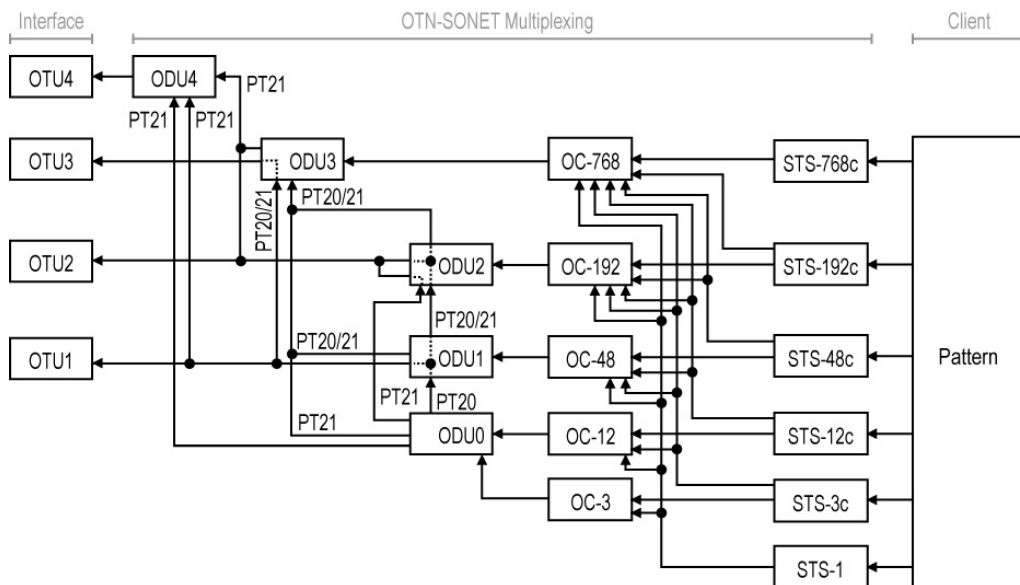 Interface OTN-SONET Multiplexing Client
OTU4 ODU4 PT21
PT21 PT21
OTU3 ODU3 OC-768 STS-768c
PT20/21 PT20/21
OTU2 ODU2 OC-192 STS-192c
PT20/21 PT20/21
OTU1 ODU1 OC-48 STS-48c Pattern
PT21 PT20
PT21 ODU0 OC-12 STS-12c
OC-3 STS-3c
STS-1